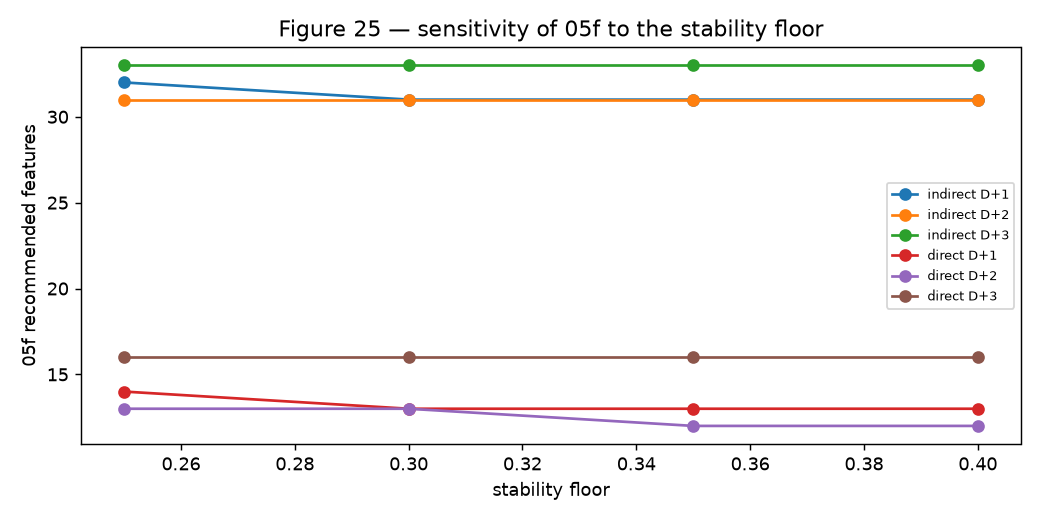 Figure 25 — sensitivity of 05f to the stability floor
05f recommended features
30
25
20
15
indirect D+1
indirect D+2
indirect D+3
direct D+1
direct D+2
direct D+3
0.26 0.28 0.30 0.32 0.34 0.36 0.38 0.40
stability floor